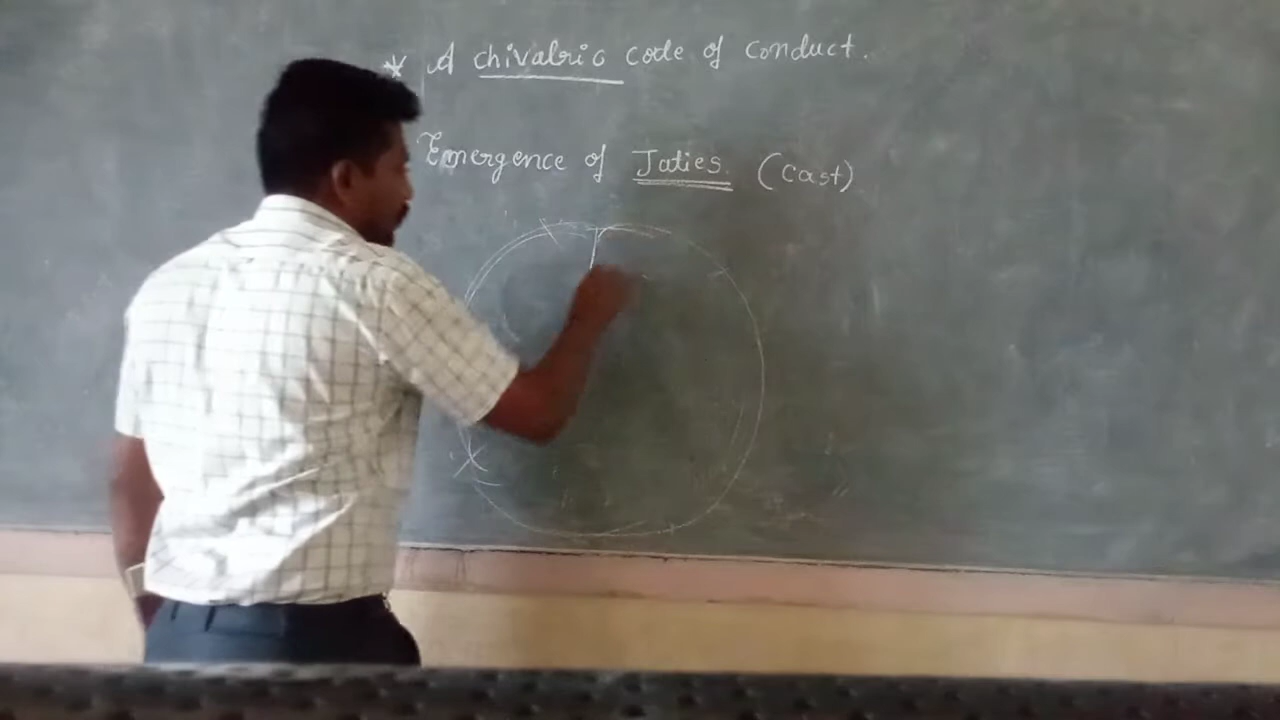 * A chivalric code of conduct.
Emergence of Jaties. (Cast)